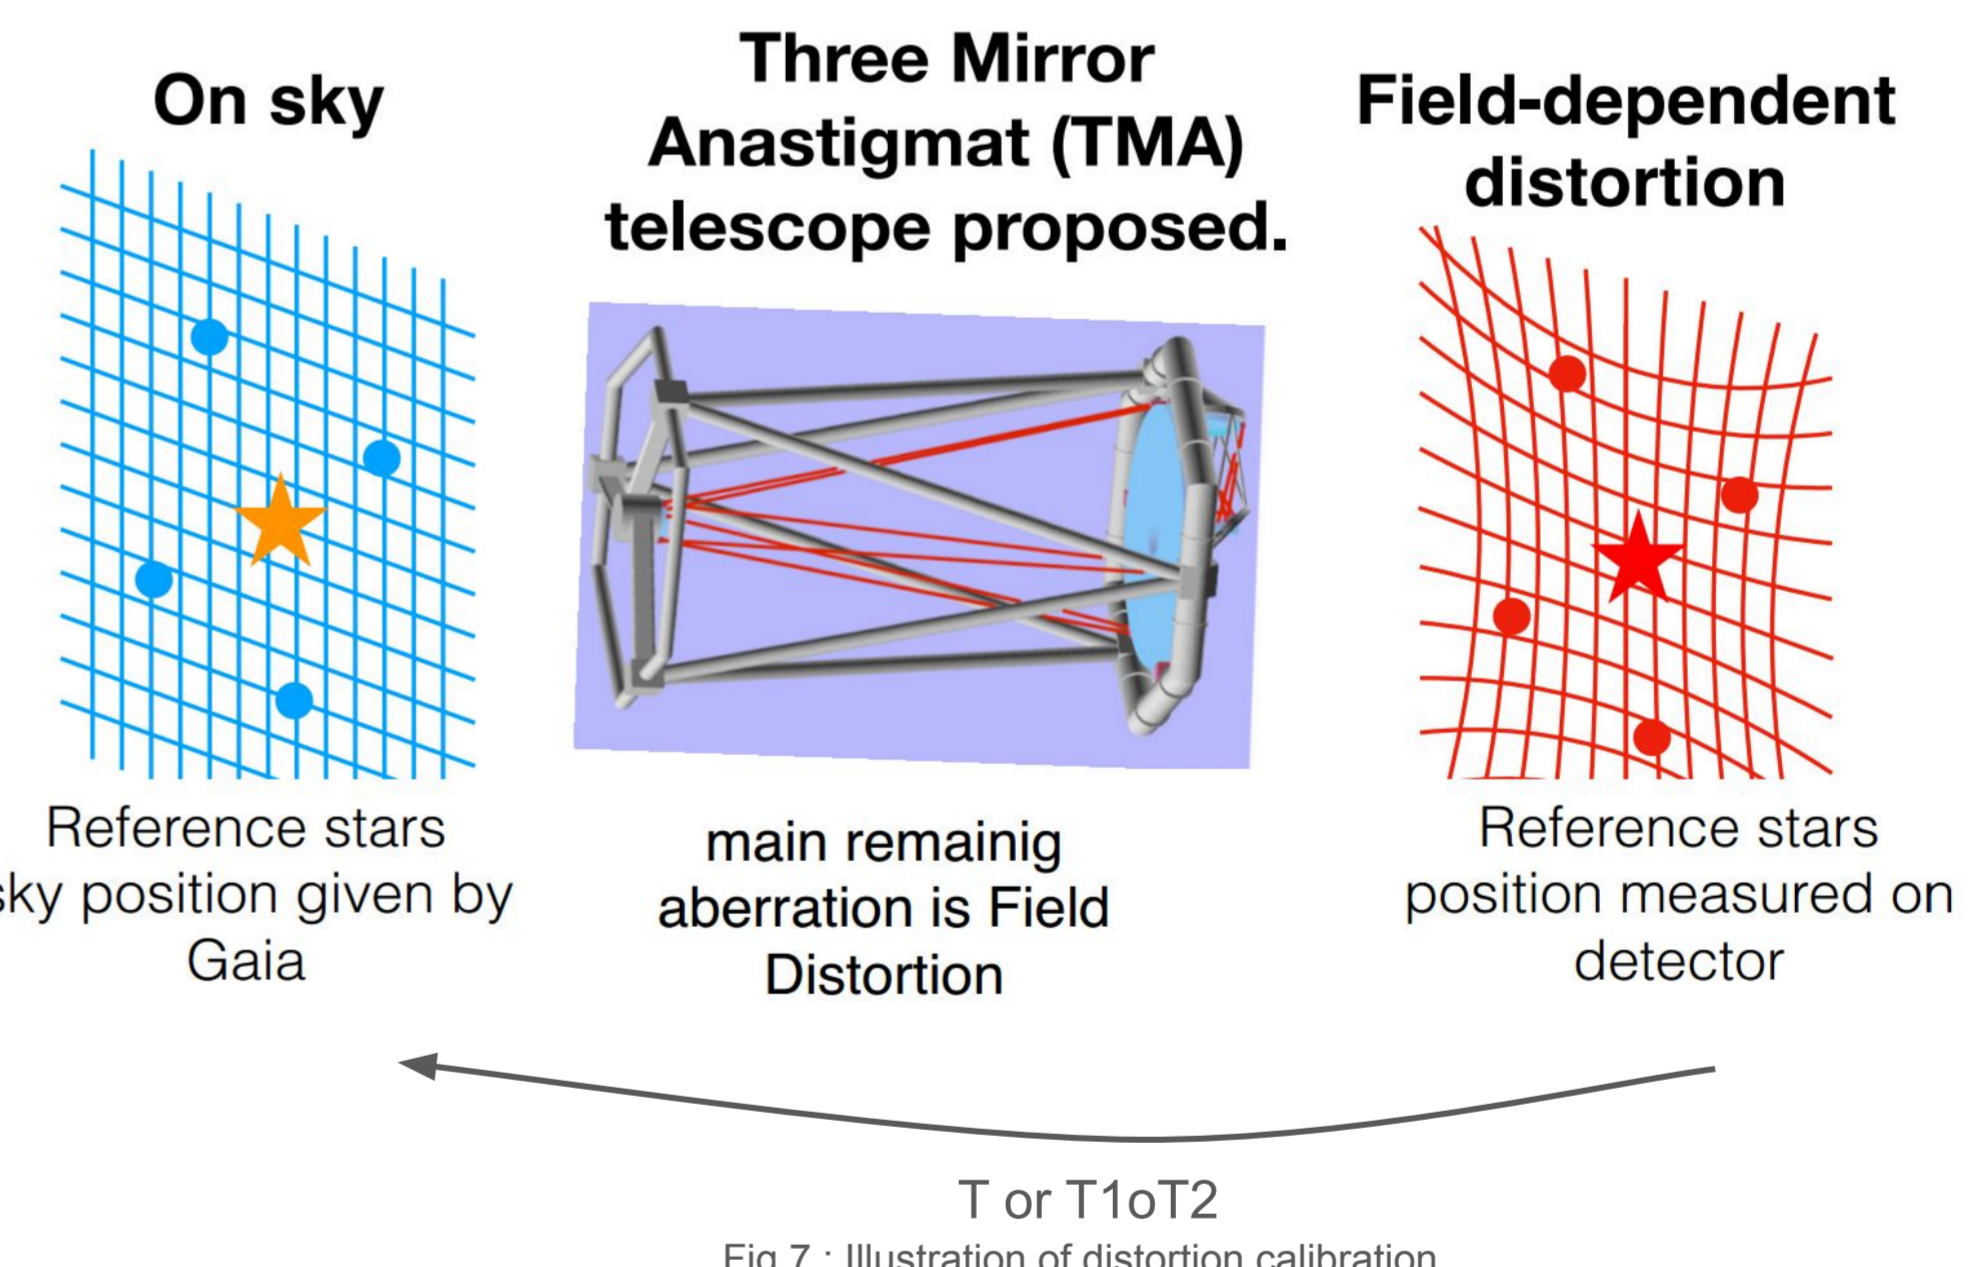 On sky
Three Mirror
Anastigmat (TMA)
telescope proposed.
Field-dependent
distortion
Reference stars
sky position given by
Gaia
main remainig
aberration is Field
Distortion
Reference stars
position measured on
detector
T or T1oT2
Fig 7 : Illustration of distortion calibration